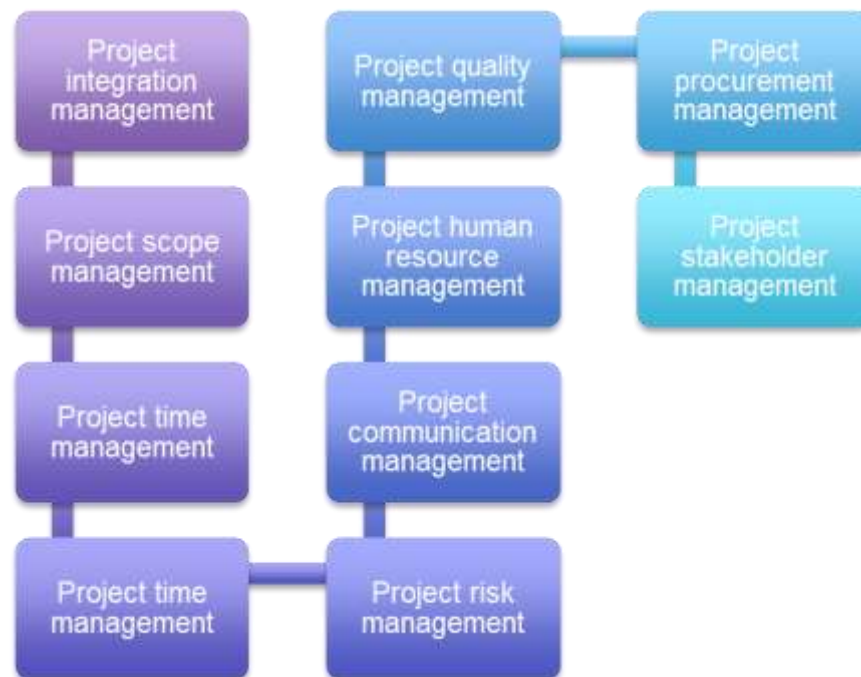 Project
integration
management
Project scope
management
Project time
management
Project time
management
Project risk
management
Project
communication
management
Project human
resource
management
Project quality
management
Project
procurement
management
Project
stakeholder
management